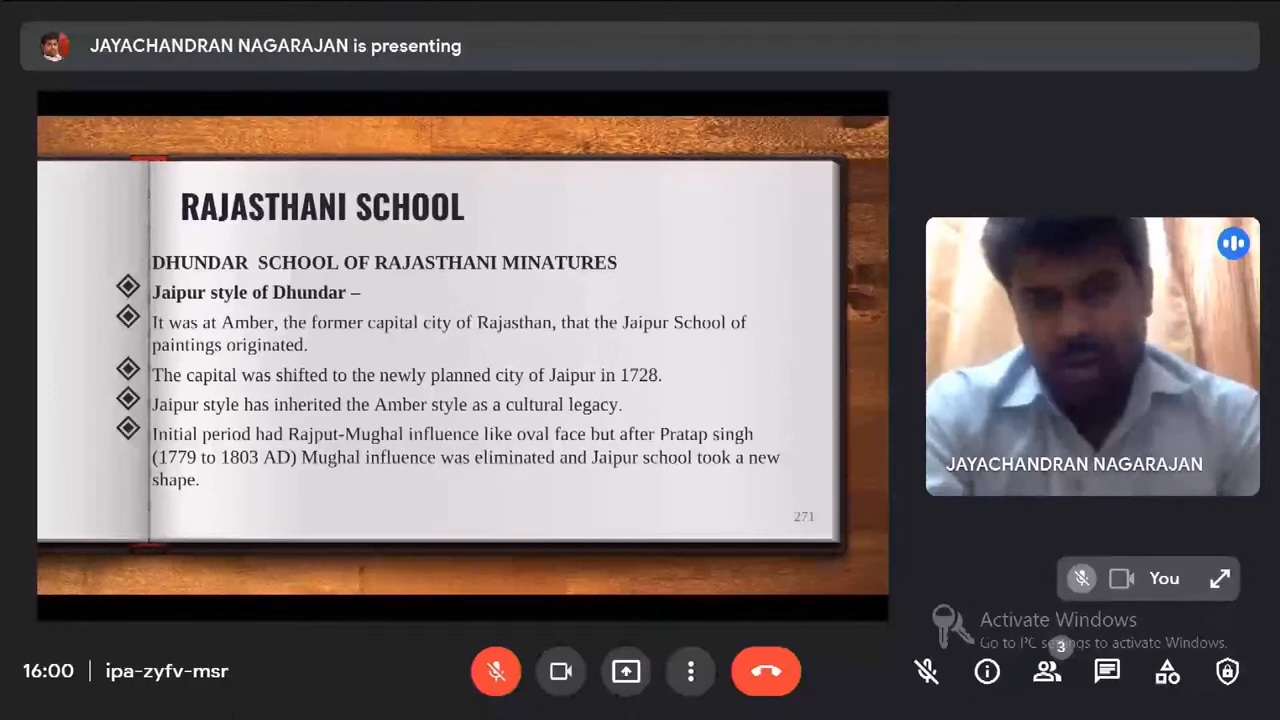 JAYACHANDRAN NAGARAJAN is presenting
RAJASTHANI SCHOOL
DHUNDAR SCHOOL OF RAJASTHANI MINATURES
Jaipur style of Dhundar –
It was at Amber, the former capital city of Rajasthan, that the Jaipur School of
paintings originated.
The capital was shifted to the newly planned city of Jaipur in 1728.
Jaipur style has inherited the Amber style as a cultural legacy.
Initial period had Rajput-Mughal influence like oval face but after Pratap singh
(1779 to 1803 AD) Mughal influence was eliminated and Jaipur school took a new
shape.
271
JAYACHANDRAN NAGARAJAN
You
Activate Windows
Go to PC settings to activate Windows.
3
16:00 | ipa-zyfv-msr